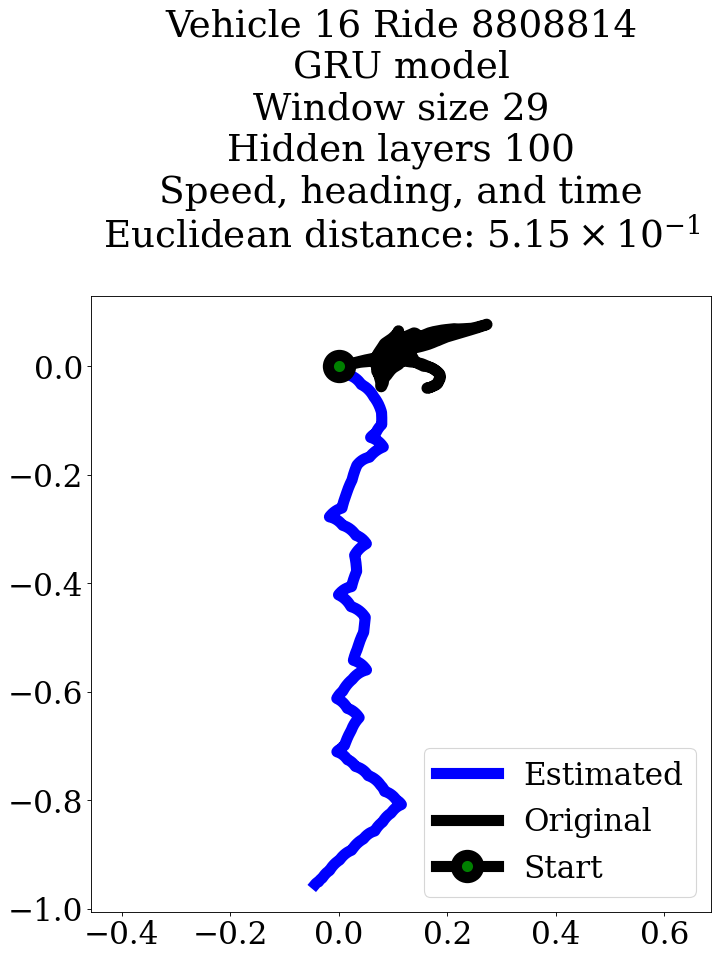 Vehicle 16 Ride 8808814
GRU model
Window size 29
Hidden layers 100
Speed, heading, and time
Euclidean distance: 5.15 × 10⁻¹
0.0
−0.2
−0.4
−0.6
−0.8
−1.0
Estimated
Original
Start
−0.4 −0.2 0.0 0.2 0.4 0.6